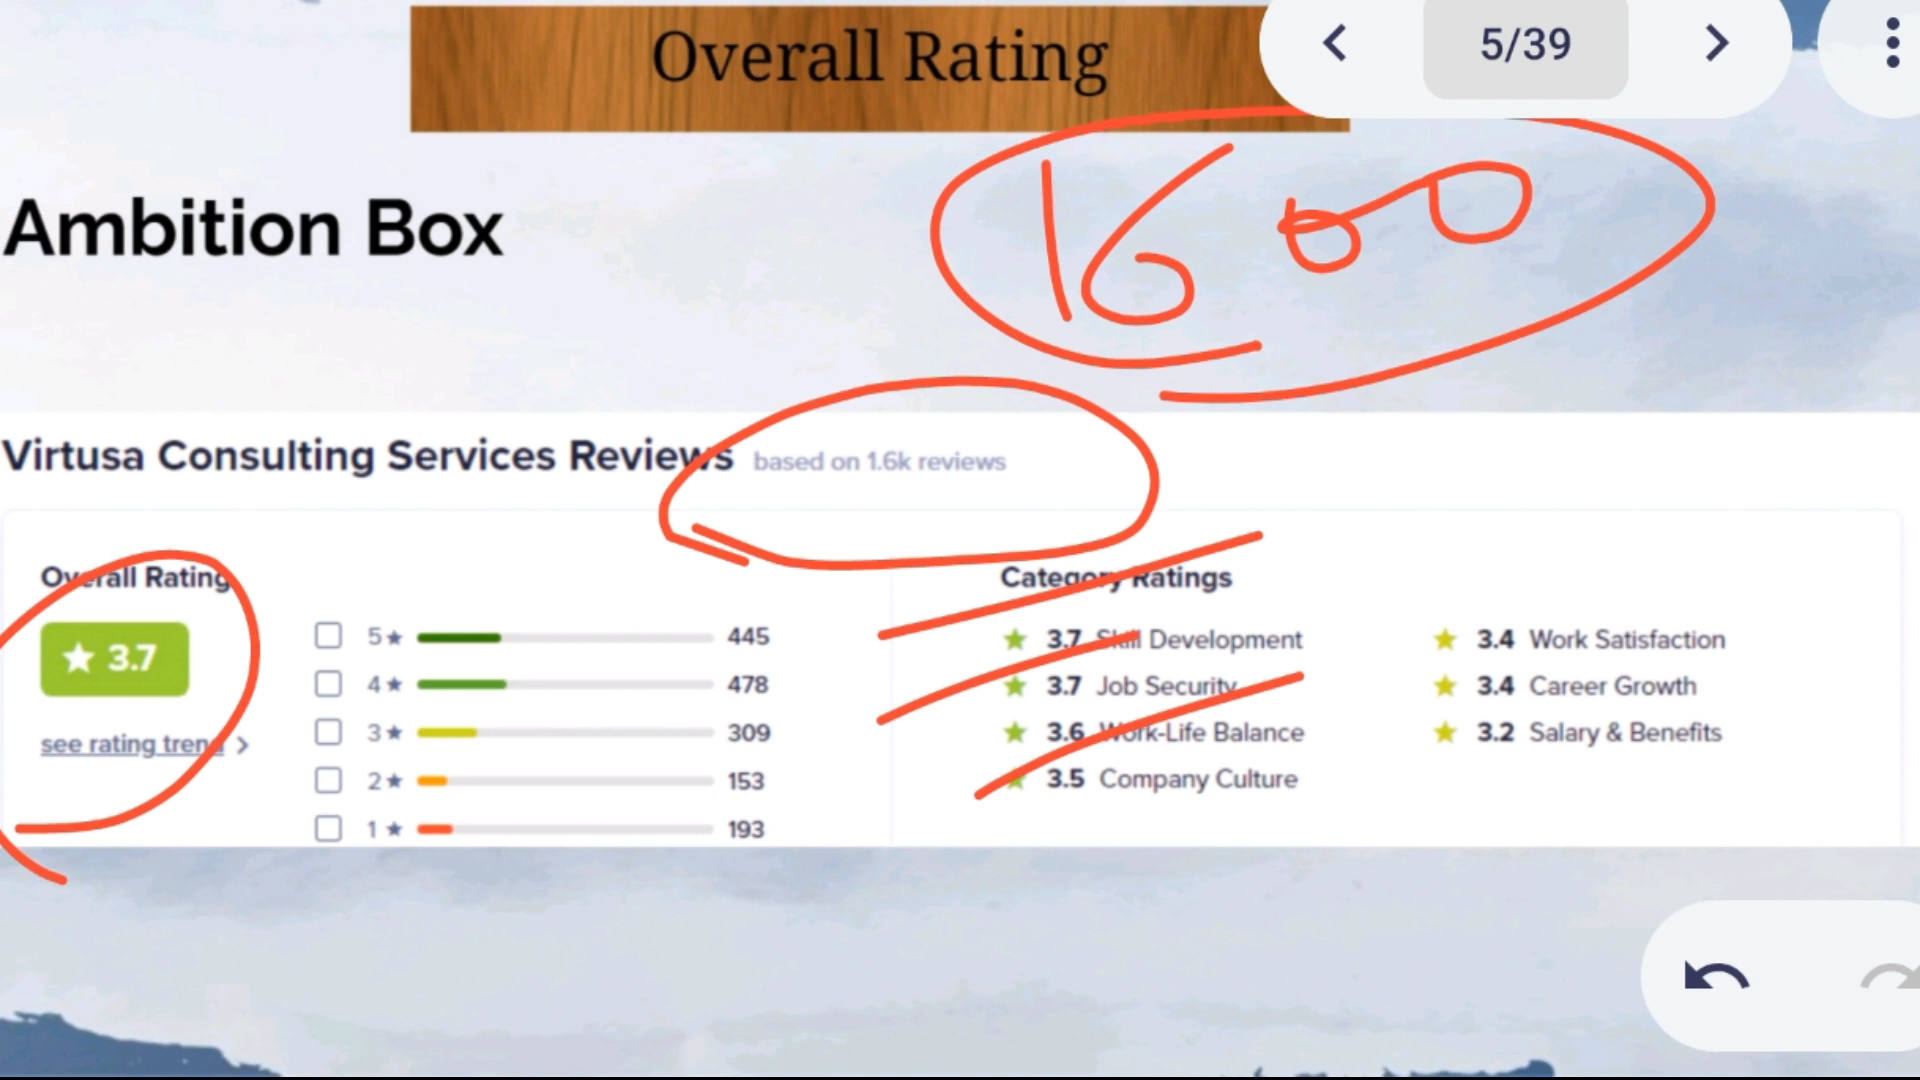 Overall Rating
5/39
1600
Ambition Box
Virtusa Consulting Services Reviews based on 1.6k reviews
Overall Rating
★ 3.7
see rating trend >
5★ 445
4★ 478
3★ 309
2★ 153
1★ 193
Category Ratings
★ 3.7 Skill Development
★ 3.7 Job Security
★ 3.6 Work-Life Balance
★ 3.5 Company Culture
★ 3.4 Work Satisfaction
★ 3.4 Career Growth
★ 3.2 Salary & Benefits